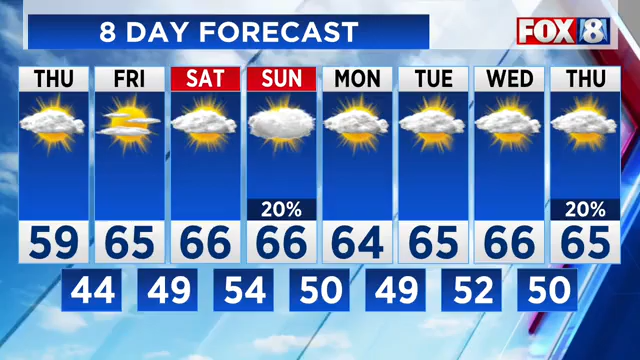 8 DAY FORECAST
FOX 8
THU FRI SAT SUN MON TUE WED THU
20% 20%
59 65 66 66 64 65 66 65
44 49 54 50 49 52 50